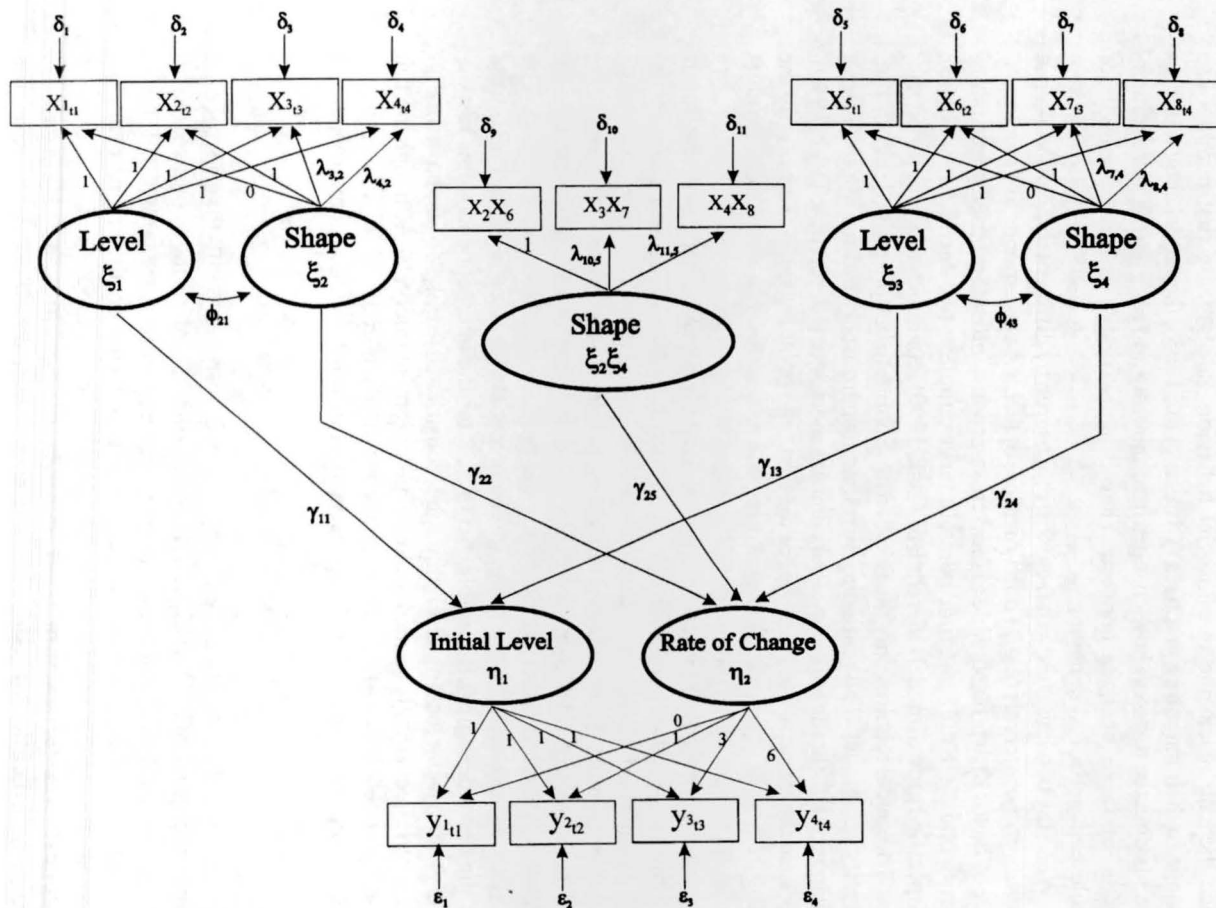 δ₁ δ₂ δ₃ δ₄ δ₅ δ₆ δ₇ δ₈
X1t1 X2t2 X3t3 X4t4 X5t1 X6t2 X7t3 X8t4
δ₉ δ₁₀ δ₁₁
1 1 1 1 0 1 λ3,2 λ4,2
1 1 1 1 0 1 λ7,4 λ8,4
X₂X₆ X₃X₇ X₄X₈
1 λ10,5 λ11,5
Level
ξ₁
Shape
ξ₂
Level
ξ₃
Shape
ξ₄
ϕ₂₁
ϕ₄₃
Shape
ξ₂ξ₄
γ₁₁
γ₂₂
γ₂₅
γ₁₃
γ₂₄
Initial Level
η₁
Rate of Change
η₂
1 1 1 1 0 1 3 6
y1t1 y2t2 y3t3 y4t4
ε₁ ε₂ ε₃ ε₄